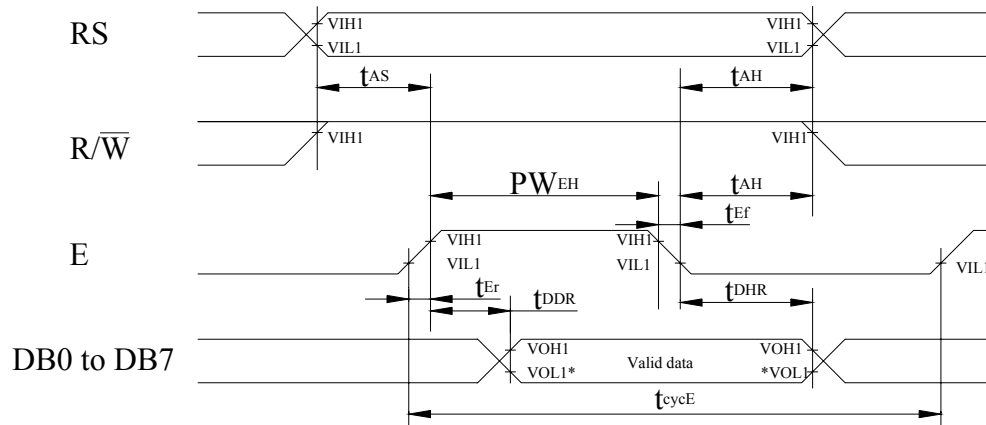 RS
VIH1
VIL1
VIH1
VIL1
tAS
tAH
R/W̅
VIH1
VIH1
PWEH
tAH
tEf
E
VIH1
VIL1
VIH1
VIL1
VIL1
tEr
tDDR
tDHR
DB0 to DB7
VOH1
VOL1*
Valid data
VOH1
*VOL1
tcycE